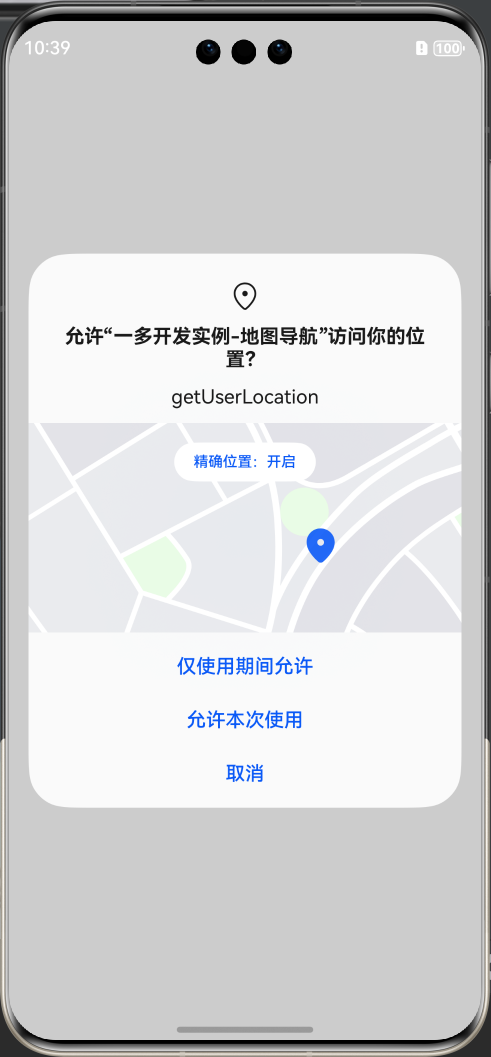 10:39
100
允许“一多开发实例-地图导航”访问你的位
置？
getUserLocation
精确位置：开启
仅使用期间允许
允许本次使用
取消